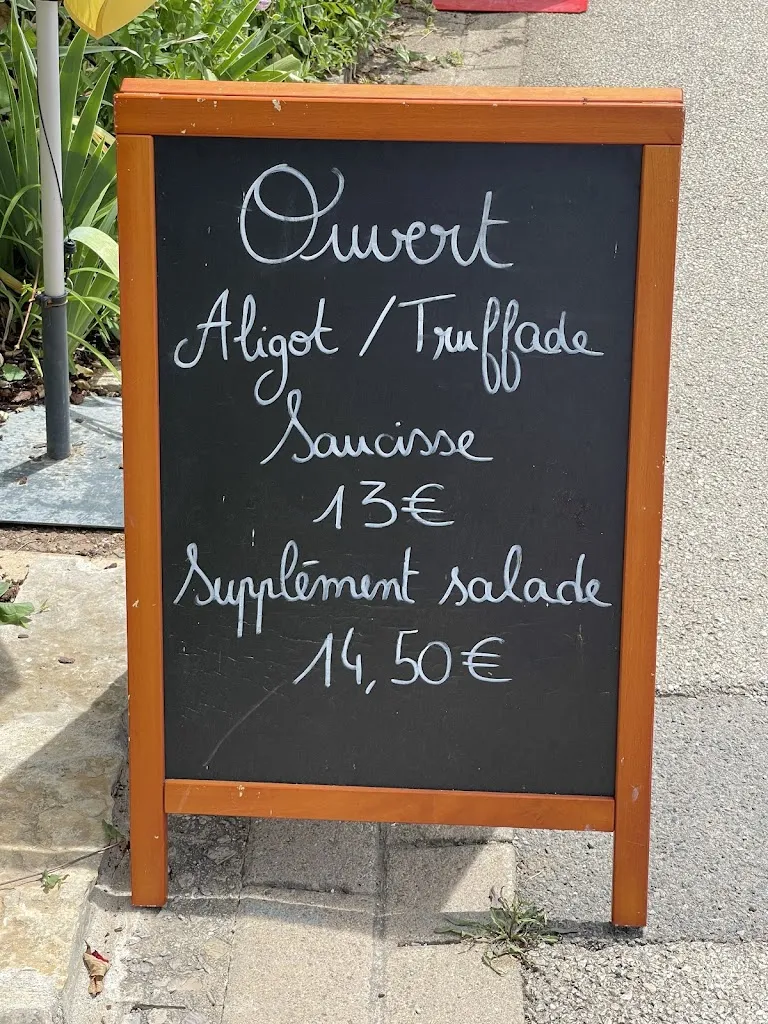 Ouvert
Aligot / Truffade
Saucisse
13€
Supplément salade
14,50€